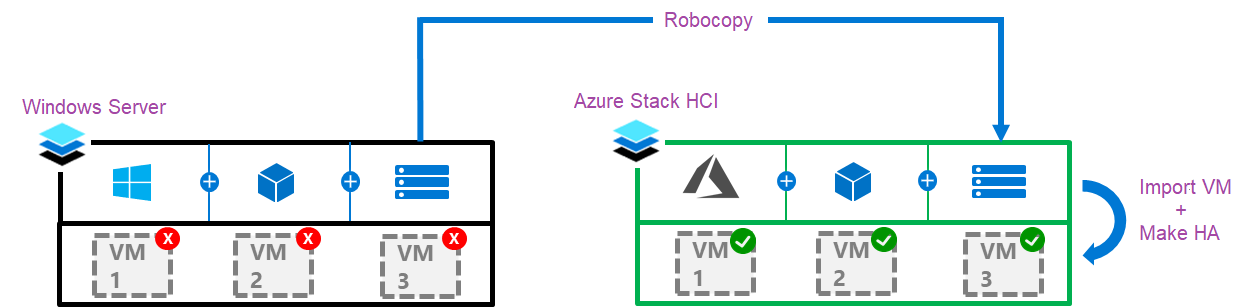 Robocopy
Windows Server
Azure Stack HCI
Import VM
+
Make HA
VM
1
X
VM
2
X
VM
3
X
VM
1
VM
2
VM
3